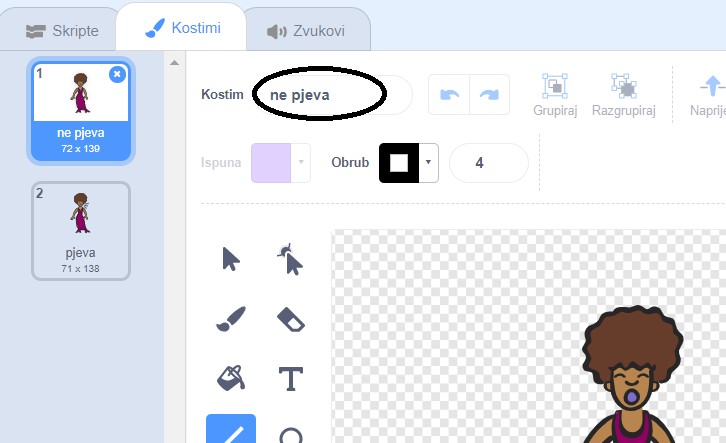 Skripte
Kostimi
Zvukovi
1
ne pjeva
72 x 139
2
pjeva
71 x 138
Kostim
ne pjeva
Grupiraj
Razgrupiraj
Naprije
Ispuna
Obrub
4
T